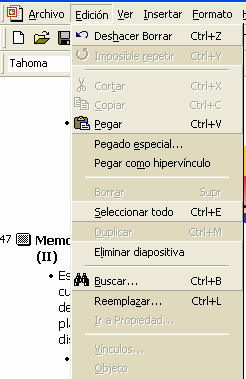 Archivo Edición Ver Insertar Formato
Deshacer Borrar Ctrl+Z
Imposible repetir Ctrl+Y
Tahoma
Cortar Ctrl+X
Copiar Ctrl+C
Pegar Ctrl+V
Pegado especial...
Pegar como hipervínculo
Borrar Supr
Seleccionar todo Ctrl+E
Duplicar Ctrl+M
47 Memo
(II)
Eliminar diapositiva
• Es
cu
Buscar... Ctrl+B
de
Reemplazar... Ctrl+L
pla
Ir a Propiedad...
dis
Vínculos...
Objeto